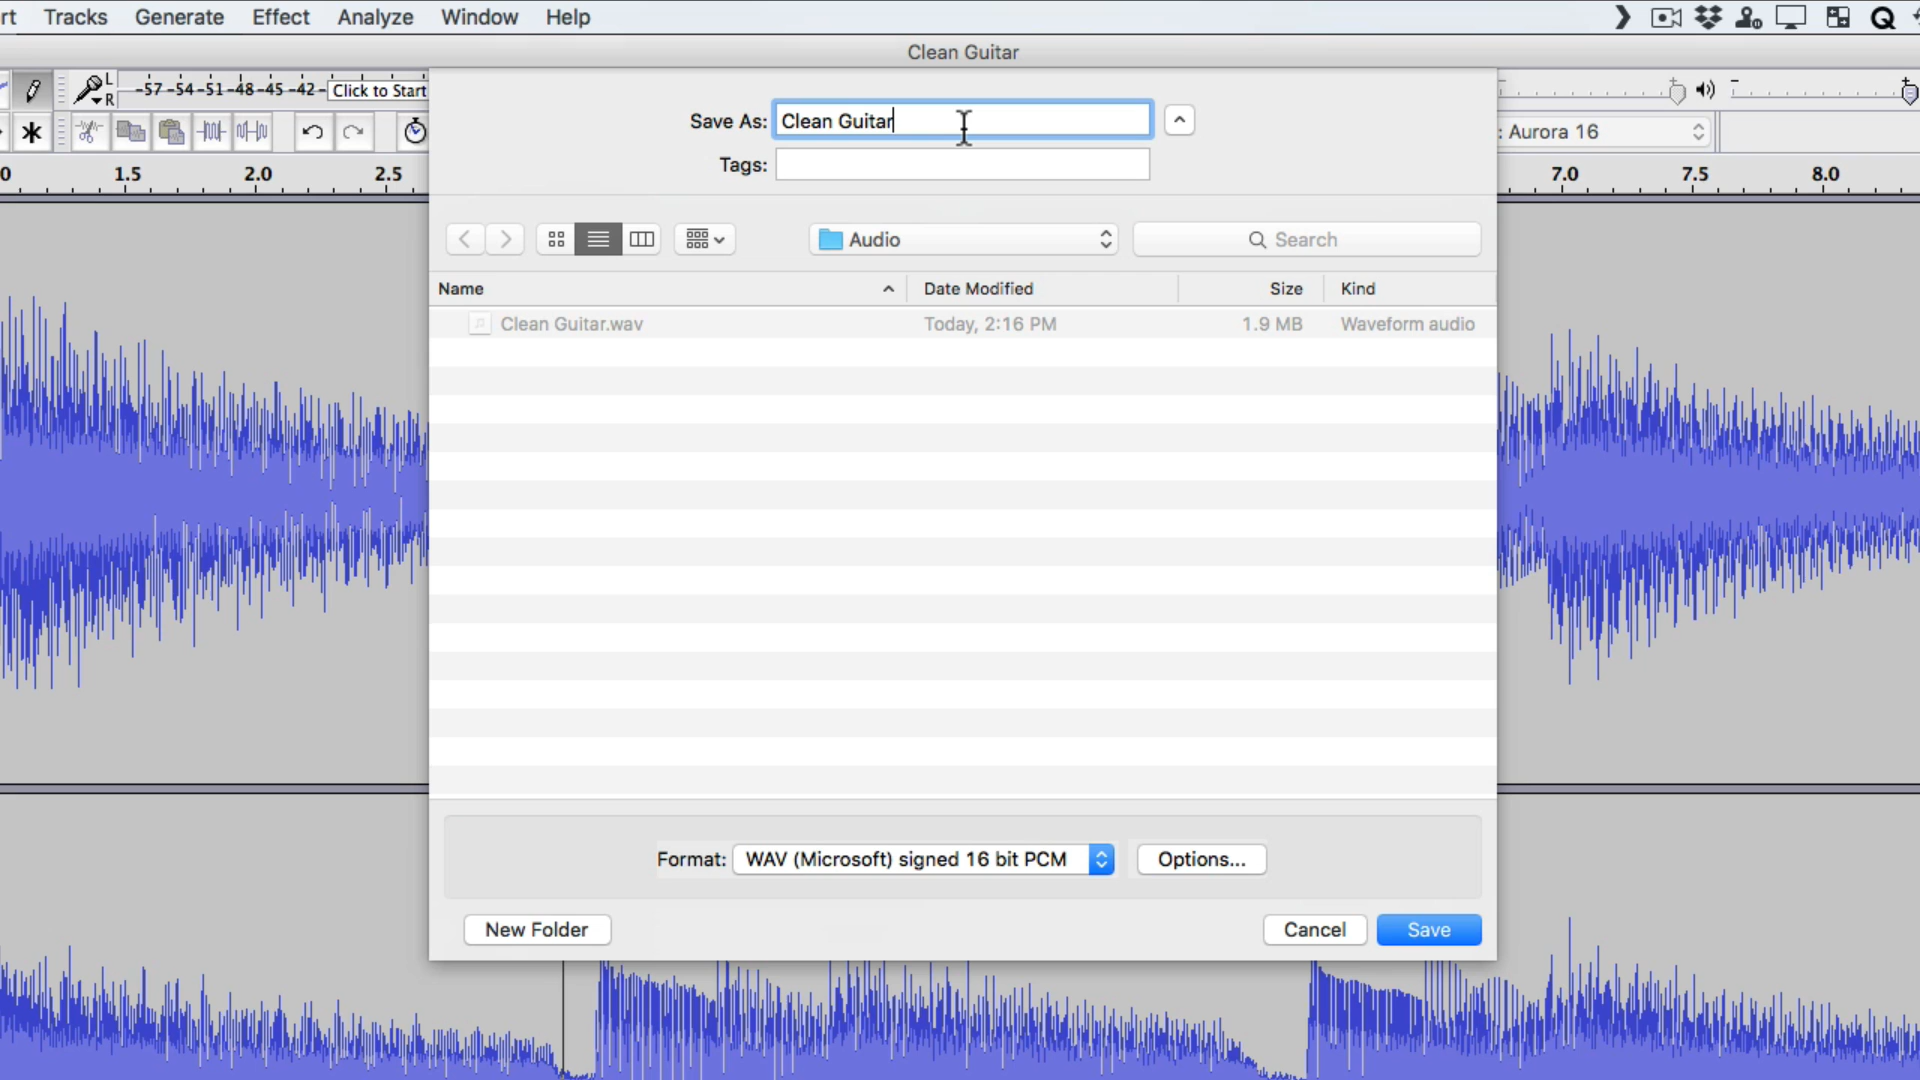 rt Tracks Generate Effect Analyze Window Help
Clean Guitar
L
R
-57 -54 -51 -48 -45 -42 - Click to Start
Save As: Clean Guitar
: Aurora 16
Tags:
0 1.5 2.0 2.5 7.0 7.5 8.0
Audio
Search
Name Date Modified Size Kind
Clean Guitar.wav Today, 2:16 PM 1.9 MB Waveform audio
Format: WAV (Microsoft) signed 16 bit PCM Options...
New Folder Cancel Save